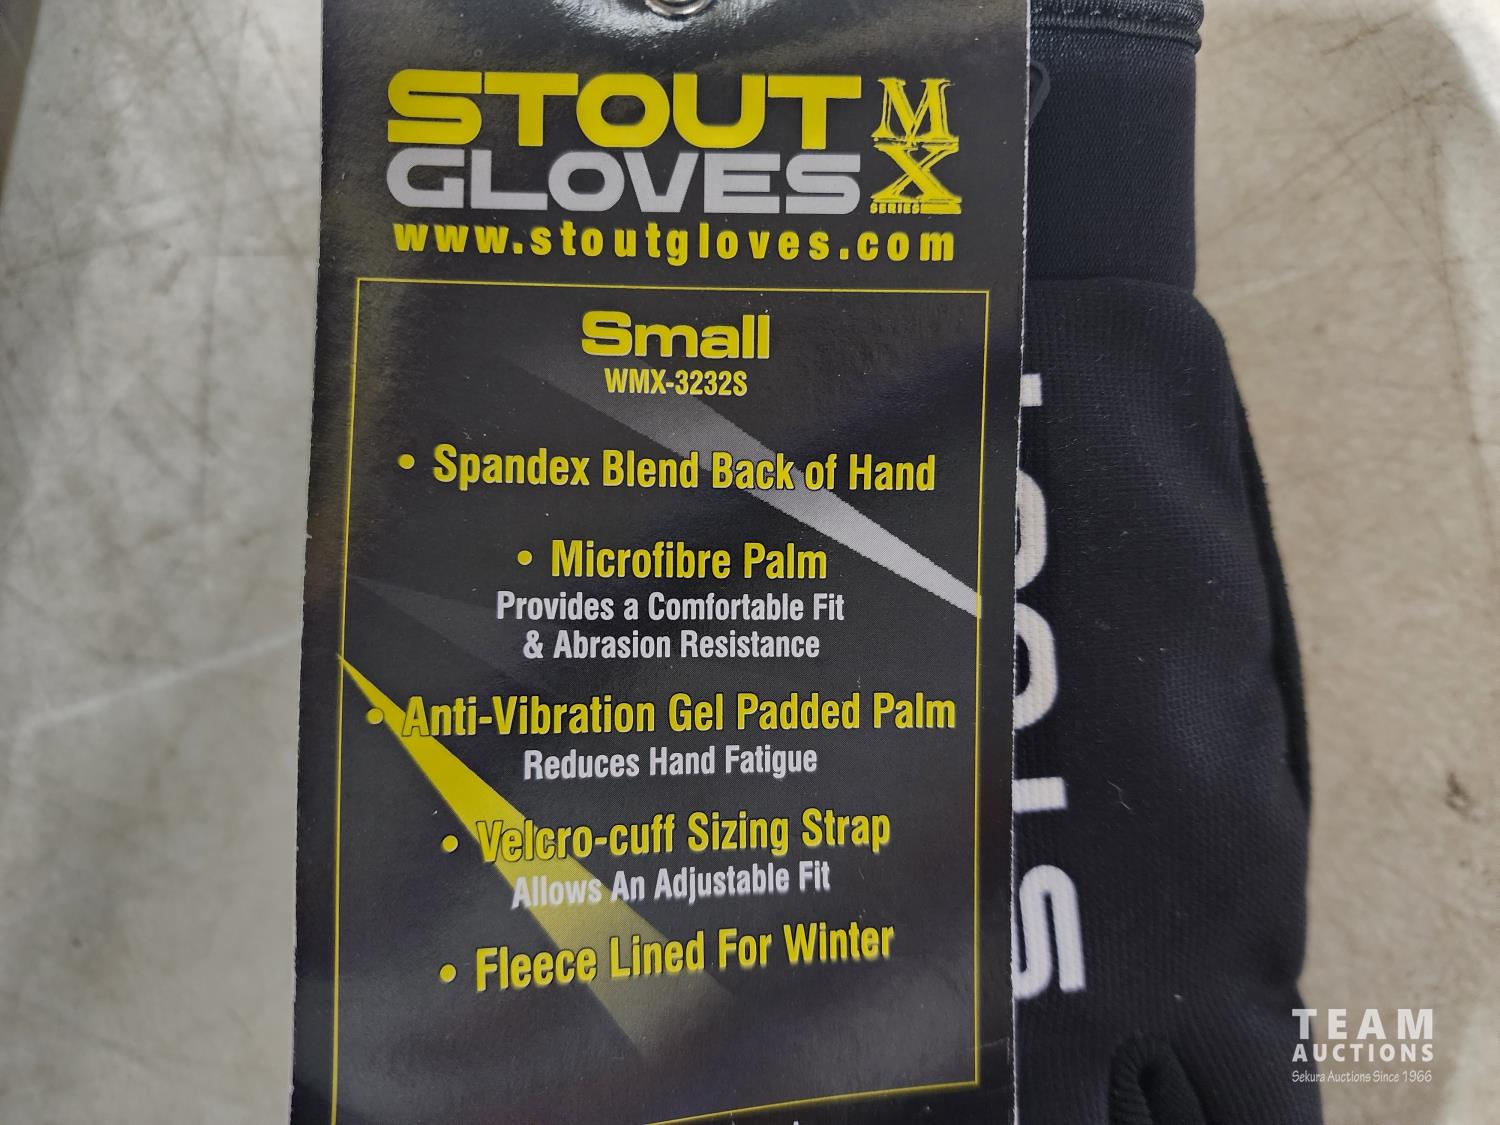 STOUT MX
GLOVES SERIES
www.stoutgloves.com
Small
WMX-3232S
• Spandex Blend Back of Hand
• Microfibre Palm
Provides a Comfortable Fit
& Abrasion Resistance
• Anti-Vibration Gel Padded Palm
Reduces Hand Fatigue
• Velcro-cuff Sizing Strap
Allows An Adjustable Fit
• Fleece Lined For Winter
TEAM
AUCTIONS
Sekura Auctions Since 1966